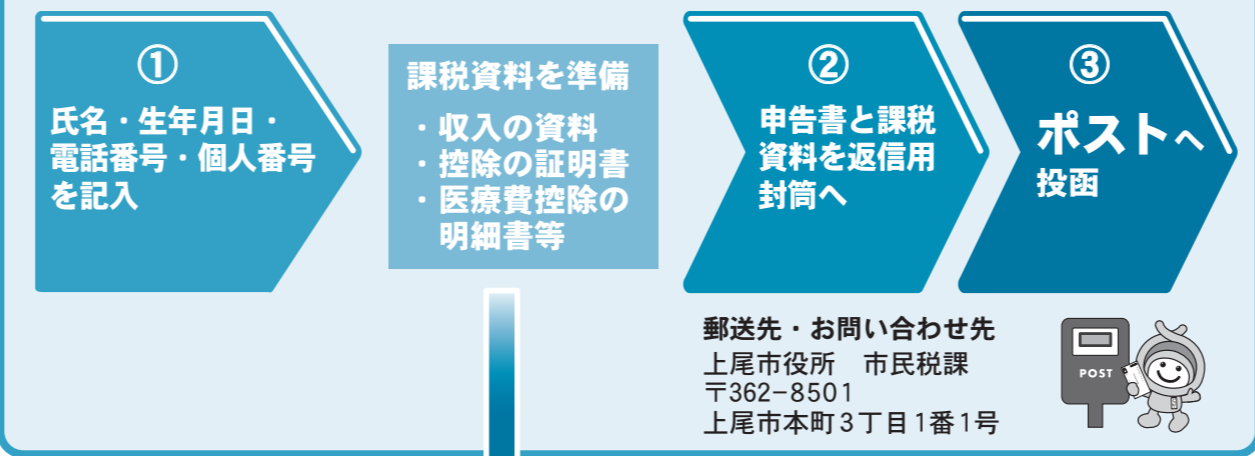 ①
氏名・生年月日・
電話番号・個人番号
を記入
課税資料を準備
・収入の資料
・控除の証明書
・医療費控除の
明細書等
②
申告書と課税
資料を返信用
封筒へ
③
ポストへ
投函
郵送先・お問い合わせ先
上尾市役所　市民税課
〒362-8501
上尾市本町3丁目1番1号
POST